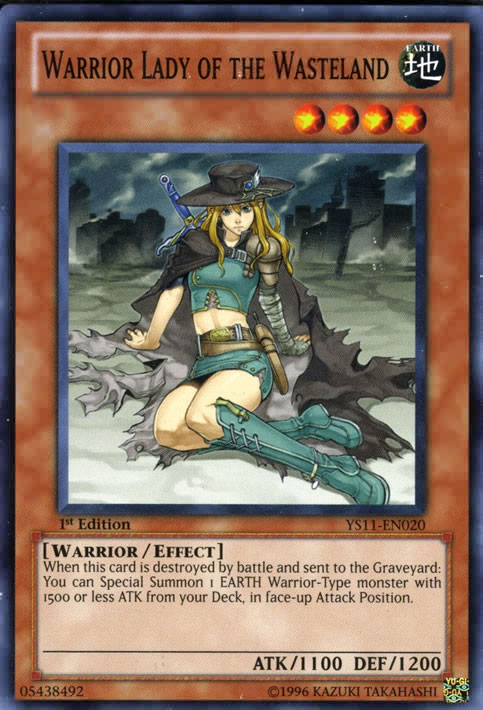 WARRIOR LADY OF THE WASTELAND
EARTH
地
1st Edition
YS11-EN020
[WARRIOR/EFFECT]
When this card is destroyed by battle and sent to the Graveyard:
You can Special Summon 1 EARTH Warrior-Type monster with
1500 or less ATK from your Deck, in face-up Attack Position.
ATK/1100 DEF/1200
05438492
©1996 KAZUKI TAKAHASHI